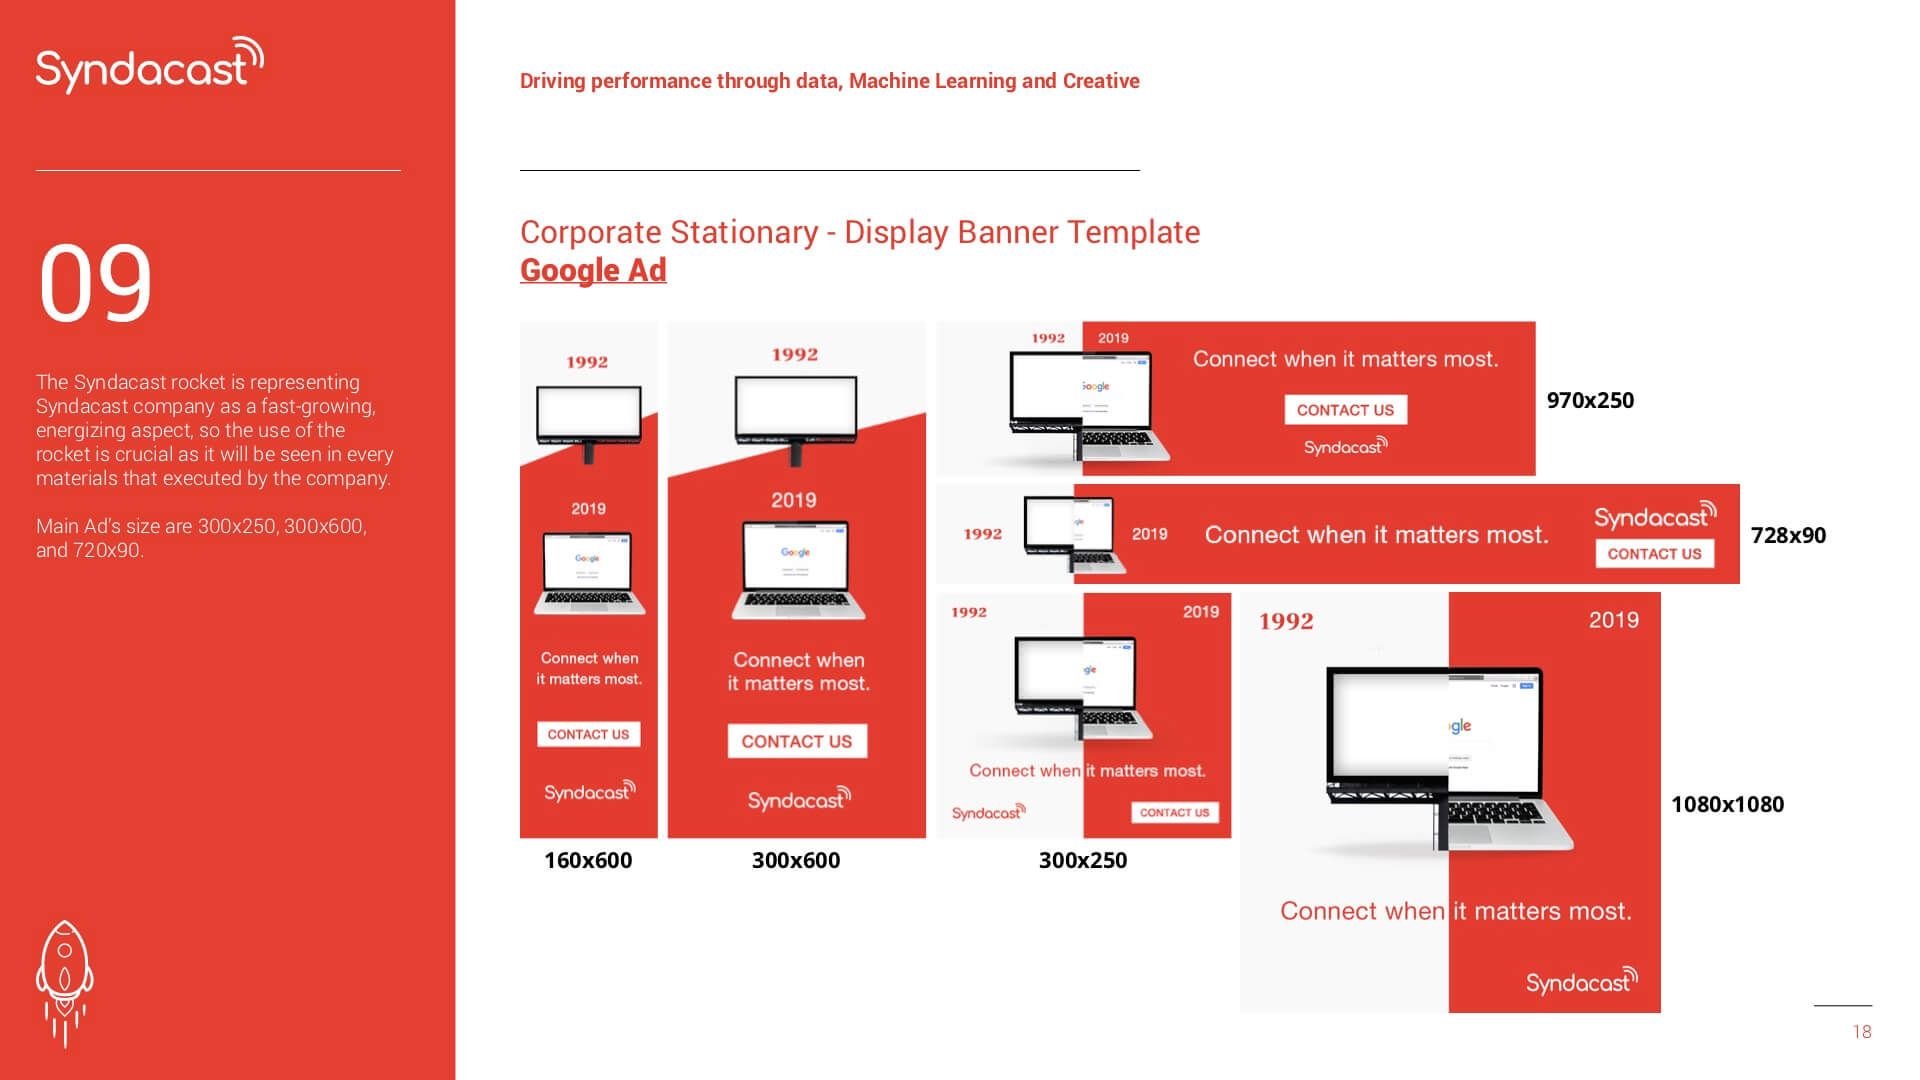 Syndacast
Driving performance through data, Machine Learning and Creative
09
The Syndacast rocket is representing
Syndacast company as a fast-growing,
energizing aspect, so the use of the
rocket is crucial as it will be seen in every
materials that executed by the company.
Main Ad's size are 300x250, 300x600,
and 720x90.
Corporate Stationary - Display Banner Template
Google Ad
1992
2019
Google
Connect when
it matters most.
CONTACT US
Syndacast
160x600
1992
2019
Google
Connect when
it matters most.
CONTACT US
Syndacast
300x600
1992 2019
Google
Connect when it matters most.
CONTACT US
Syndacast
970x250
1992
gle
2019
Connect when it matters most.
Syndacast
CONTACT US
728x90
1992 2019
gle
Connect when it matters most.
Syndacast
CONTACT US
300x250
1992 2019
gle
Connect when it matters most.
Syndacast
1080x1080
18